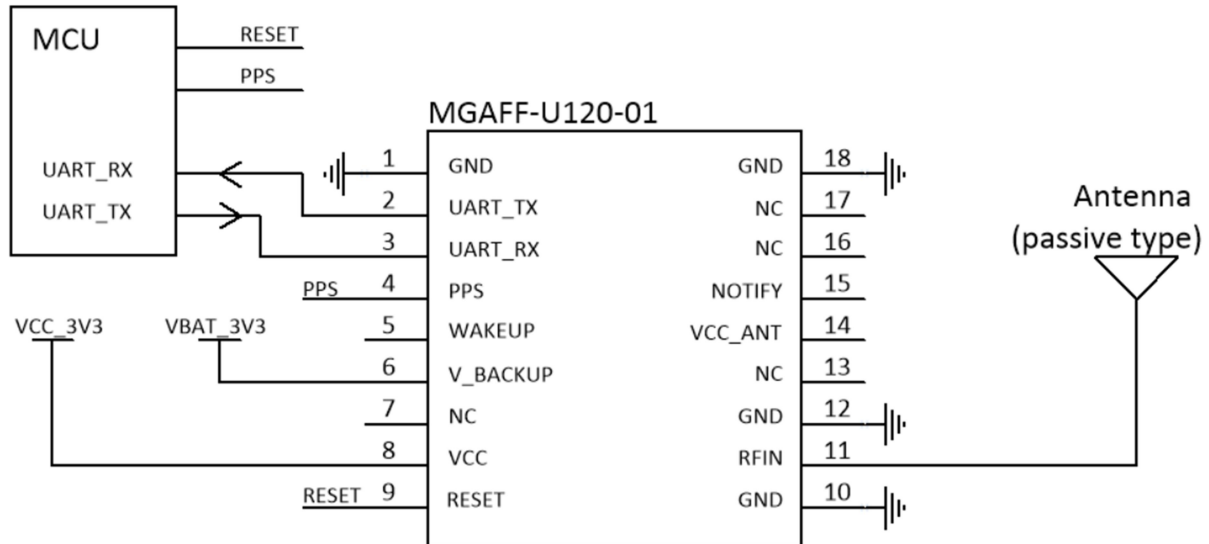 MCU
RESET
PPS
UART_RX
UART_TX
MGAFF-U120-01
1 GND
2 UART_TX
3 UART_RX
PPS 4 PPS
5 WAKEUP
VCC_3V3 VBAT_3V3
6 V_BACKUP
7 NC
8 VCC
RESET 9 RESET
GND 18
NC 17
NC 16
NOTIFY 15
VCC_ANT 14
NC 13
GND 12
RFIN 11
GND 10
Antenna
(passive type)